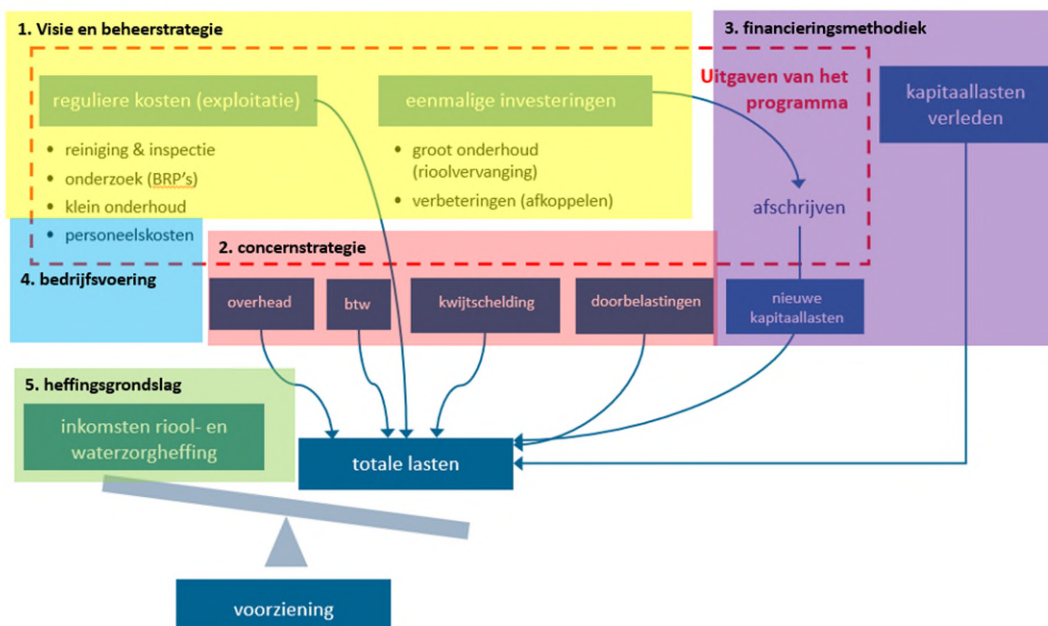 1. Visie en beheerstrategie
reguliere kosten (exploitatie)
• reiniging & inspectie
• onderzoek (BRP's)
• klein onderhoud
• personeelskosten
eenmalige investeringen
• groot onderhoud
(rioolvervanging)
• verbeteringen (afkoppelen)
3. financieringsmethodiek
Uitgaven van het
programma
kapitaallasten
verleden
afschrijven
nieuwe
kapitaallasten
2. concernstrategie
overhead
btw
kwijtschelding
doorbelastingen
4. bedrijfsvoering
5. heffingsgrondslag
inkomsten riool- en
waterzorgheffing
totale lasten
voorziening